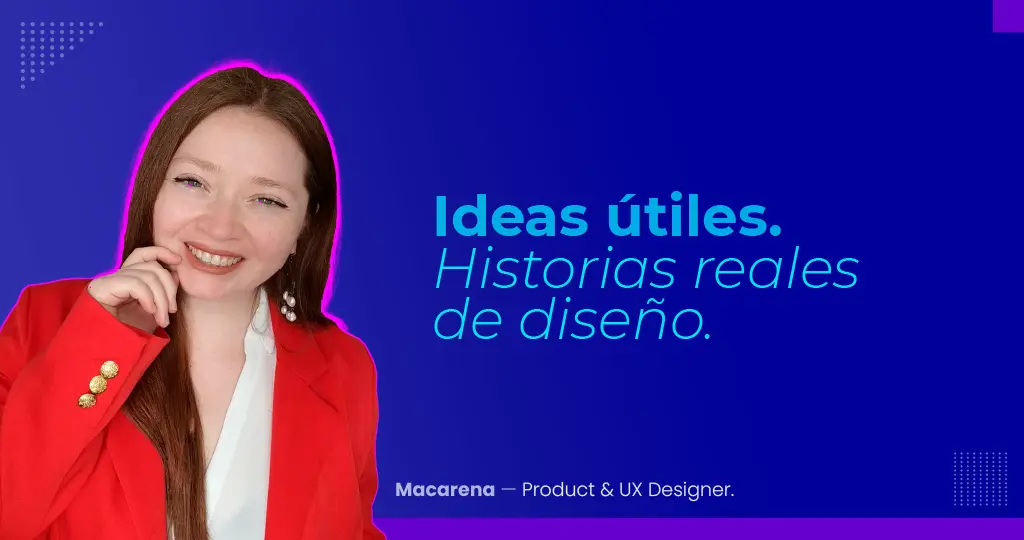 Ideas útiles.
Historias reales
de diseño.
Macarena — Product & UX Designer.